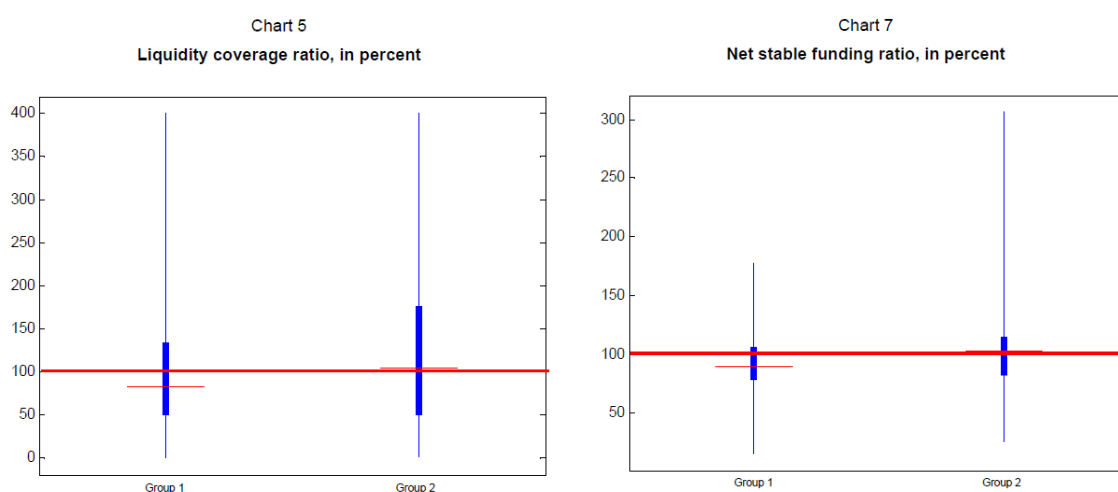 Chart 5
Liquidity coverage ratio, in percent
400
350
300
250
200
150
100
50
0
Group 1
Group 2
Chart 7
Net stable funding ratio, in percent
300
250
200
150
100
50
Group 1
Group 2